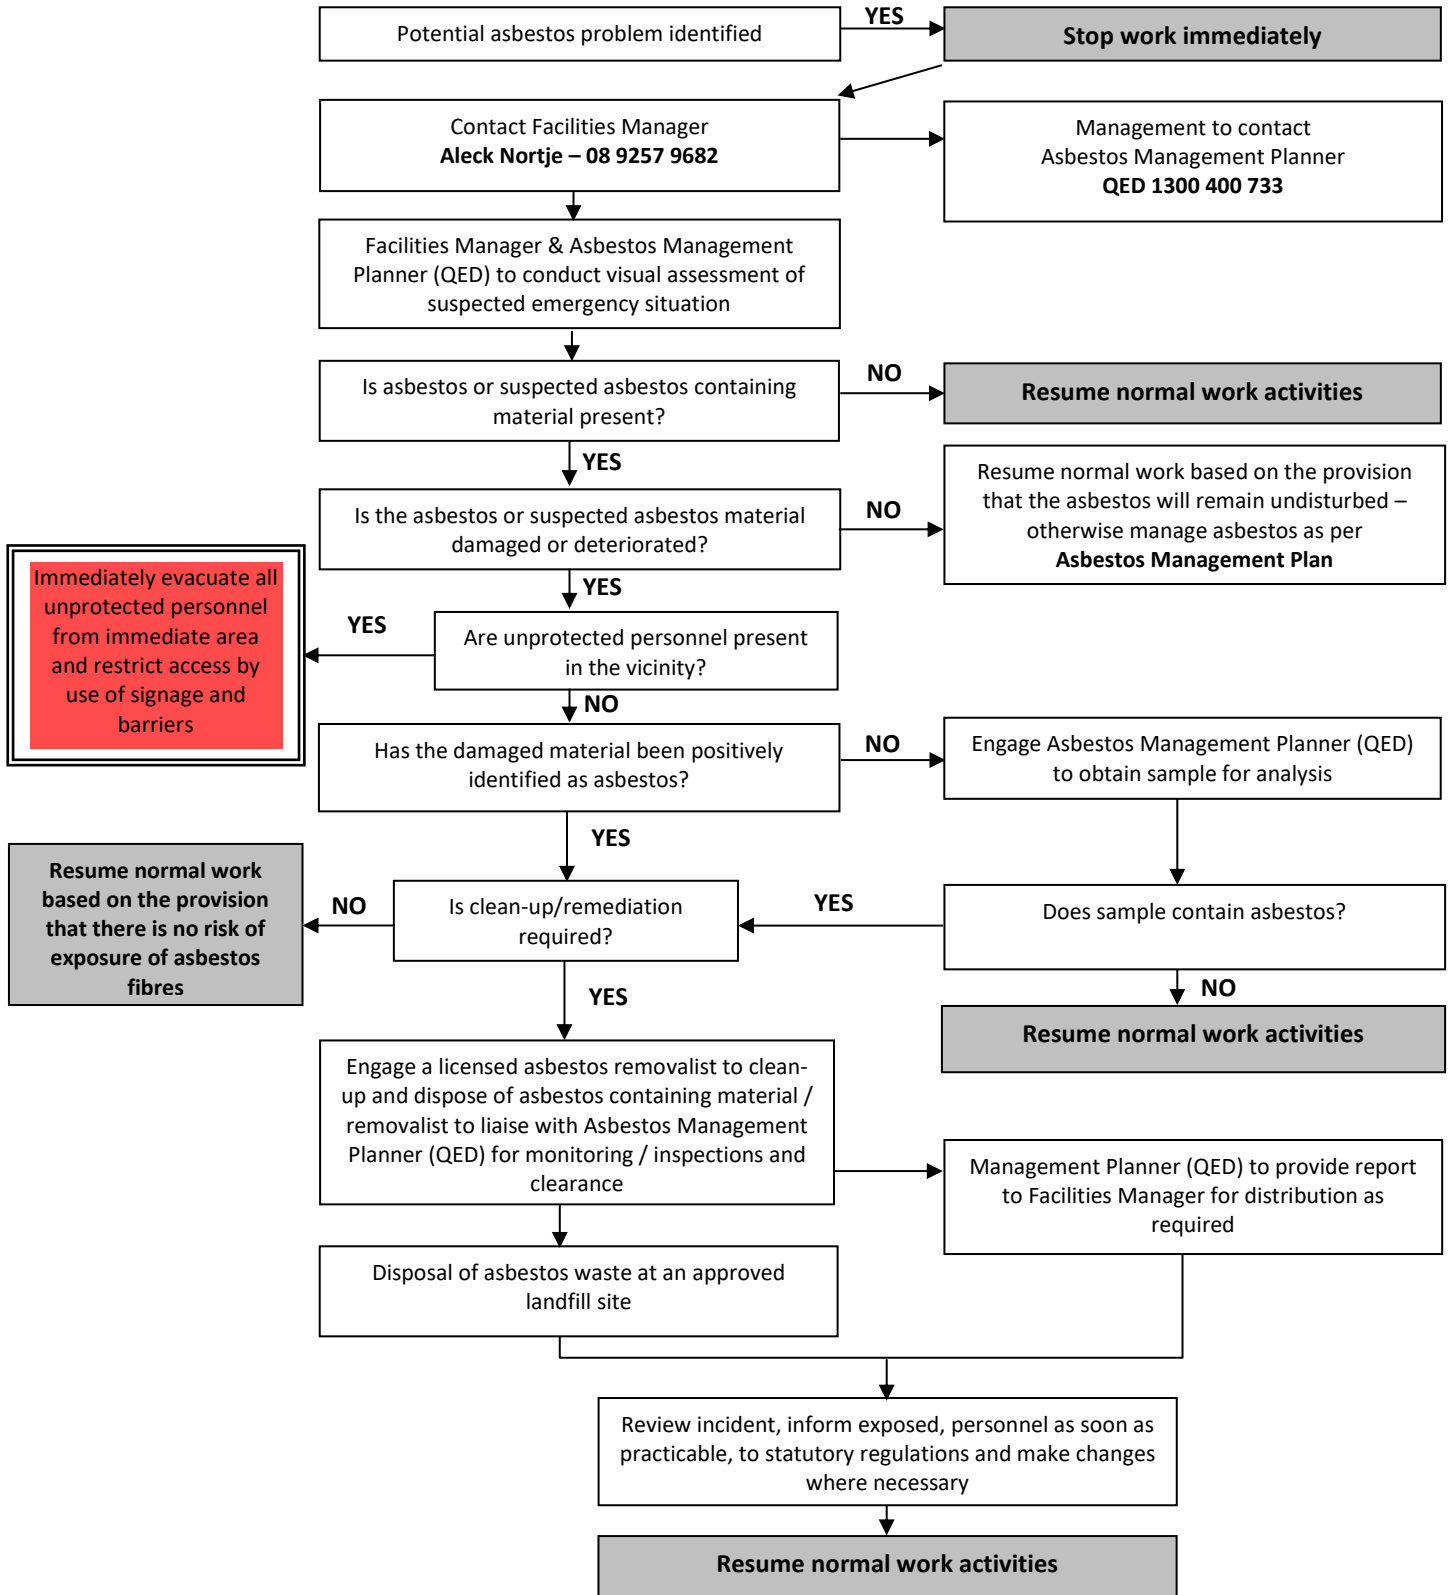 Potential asbestos problem identified
YES
Stop work immediately
Contact Facilities Manager
Aleck Nortje – 08 9257 9682
Management to contact
Asbestos Management Planner
QED 1300 400 733
Facilities Manager & Asbestos Management
Planner (QED) to conduct visual assessment of
suspected emergency situation
Is asbestos or suspected asbestos containing
material present?
NO
Resume normal work activities
YES
Is the asbestos or suspected asbestos material
damaged or deteriorated?
NO
Resume normal work based on the provision
that the asbestos will remain undisturbed –
otherwise manage asbestos as per
Asbestos Management Plan
YES
Are unprotected personnel present
in the vicinity?
YES
Immediately evacuate all
unprotected personnel
from immediate area
and restrict access by
use of signage and
barriers
NO
Has the damaged material been positively
identified as asbestos?
NO
Engage Asbestos Management Planner (QED)
to obtain sample for analysis
YES
Is clean-up/remediation
required?
NO
Resume normal work
based on the provision
that there is no risk of
exposure of asbestos
fibres
YES
Does sample contain asbestos?
NO
Resume normal work activities
YES
Engage a licensed asbestos removalist to clean-
up and dispose of asbestos containing material /
removalist to liaise with Asbestos Management
Planner (QED) for monitoring / inspections and
clearance
Management Planner (QED) to provide report
to Facilities Manager for distribution as
required
Disposal of asbestos waste at an approved
landfill site
Review incident, inform exposed, personnel as soon as
practicable, to statutory regulations and make changes
where necessary
Resume normal work activities